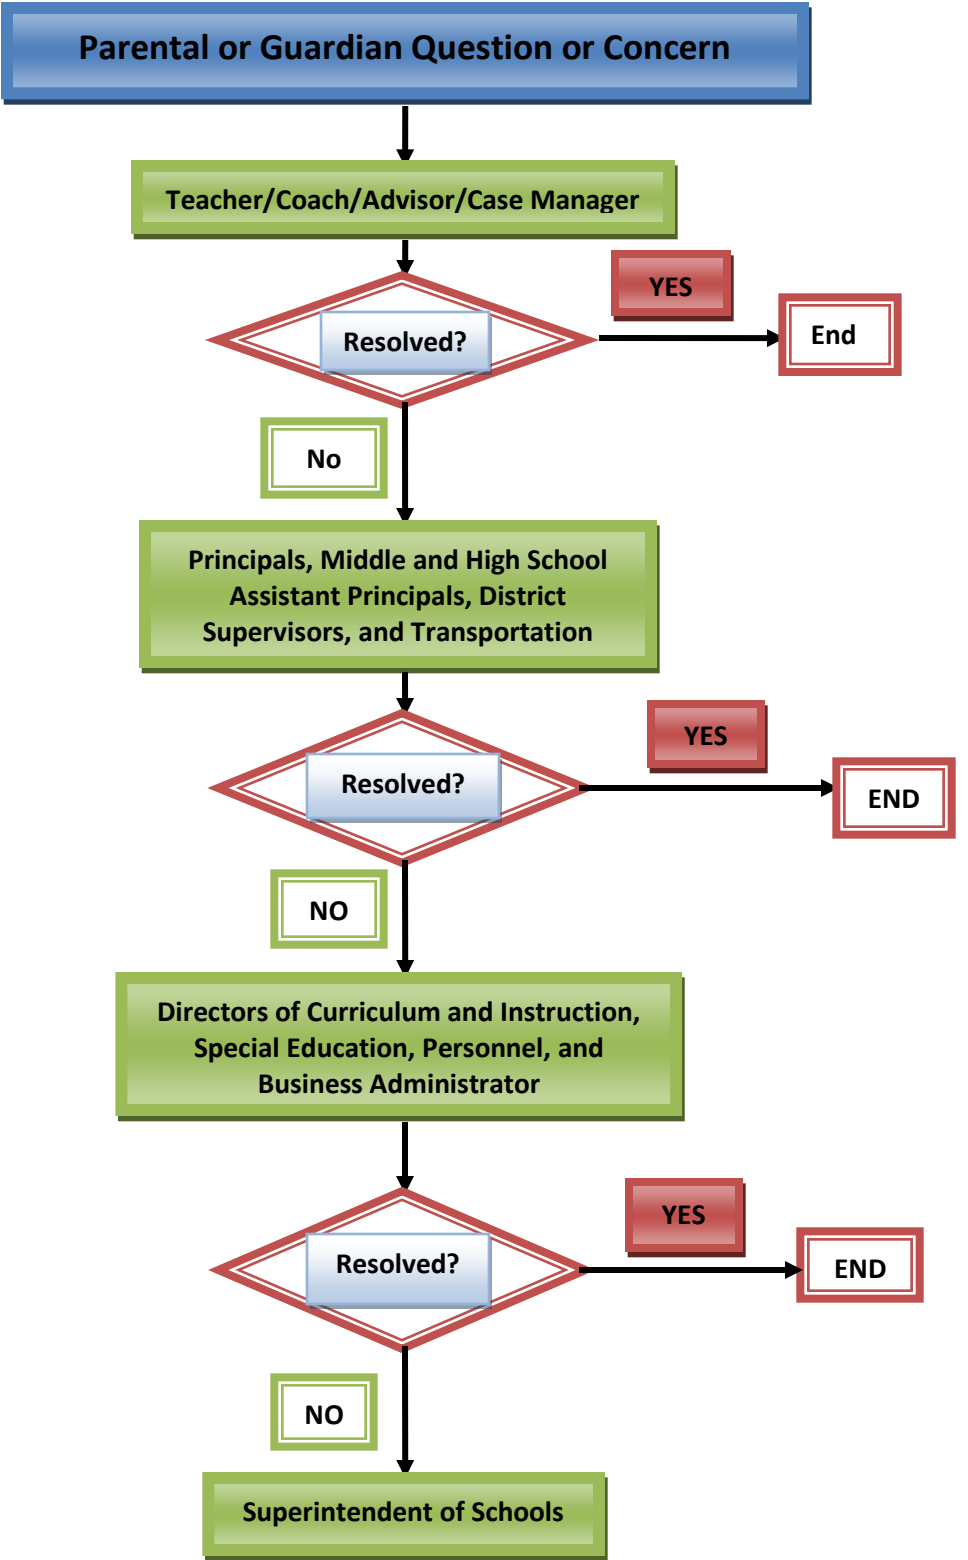 Parental or Guardian Question or Concern
Teacher/Coach/Advisor/Case Manager
YES
Resolved?
End
No
Principals, Middle and High School
Assistant Principals, District
Supervisors, and Transportation
YES
Resolved?
END
NO
Directors of Curriculum and Instruction,
Special Education, Personnel, and
Business Administrator
YES
Resolved?
END
NO
Superintendent of Schools